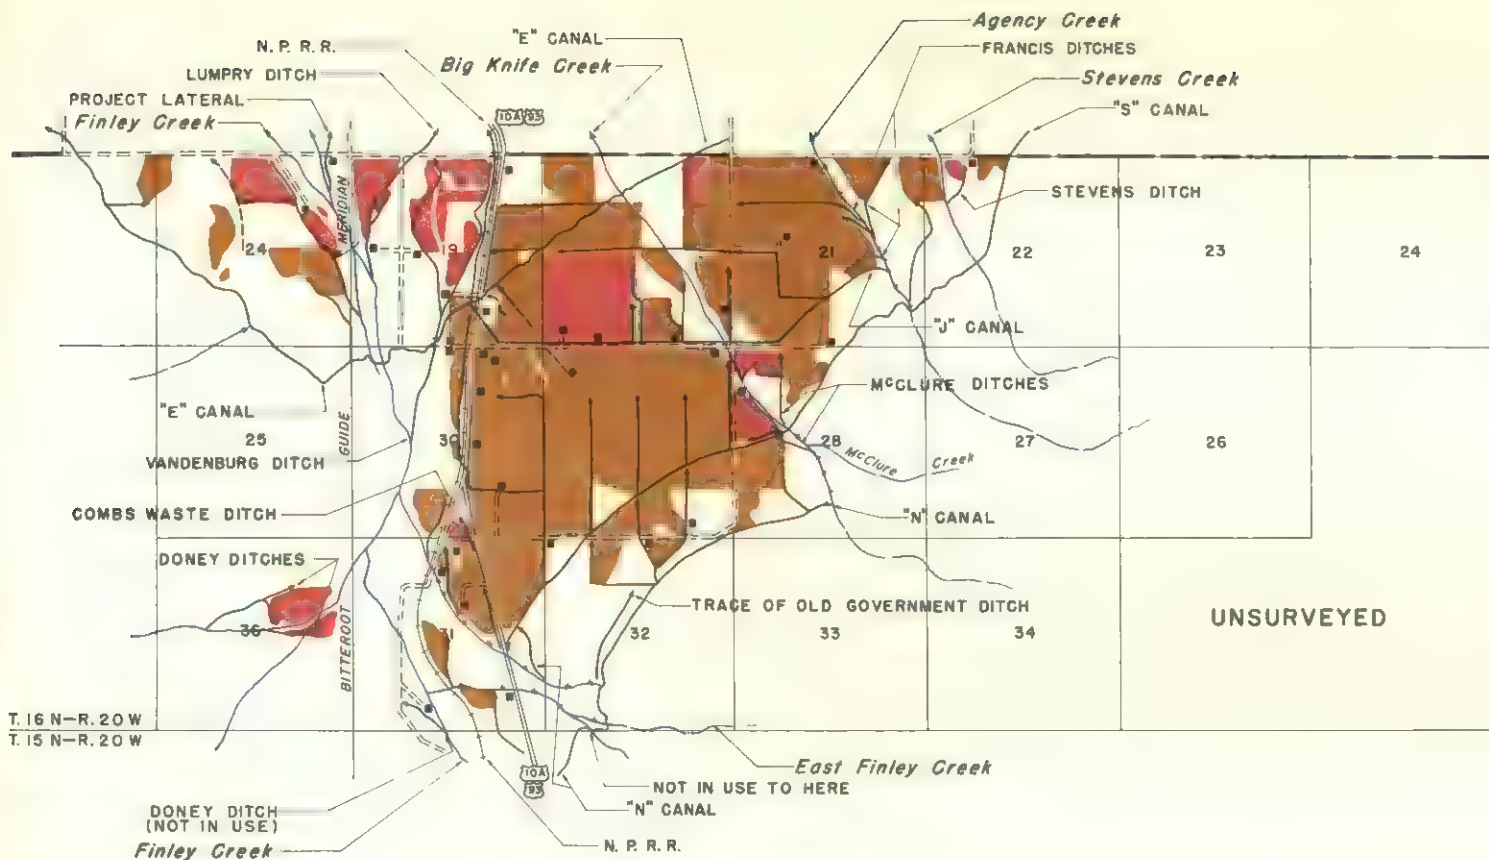 Agency Creek
"E" CANAL
N. P. R. R.
FRANCIS DITCHES
Big Knife Creek
LUMPRY DITCH
Stevens Creek
PROJECT LATERAL
"S" CANAL
Finley Creek
10A 93
STEVENS DITCH
MERIDIAN
24
19
21
22
23
24
"J" CANAL
McCLURE DITCHES
"E" CANAL
GUIDE
25
30
28
27
26
VANDENBURG DITCH
McClure Creek
COMBS WASTE DITCH
"N" CANAL
DONEY DITCHES
TRACE OF OLD GOVERNMENT DITCH
UNSURVEYED
36
31
32
33
34
BITTEROOT
T. 16 N-R. 20 W
T. 15 N-R. 20 W
East Finley Creek
10A
93
NOT IN USE TO HERE
DONEY DITCH
(NOT IN USE)
"N" CANAL
Finley Creek
N. P. R. R.